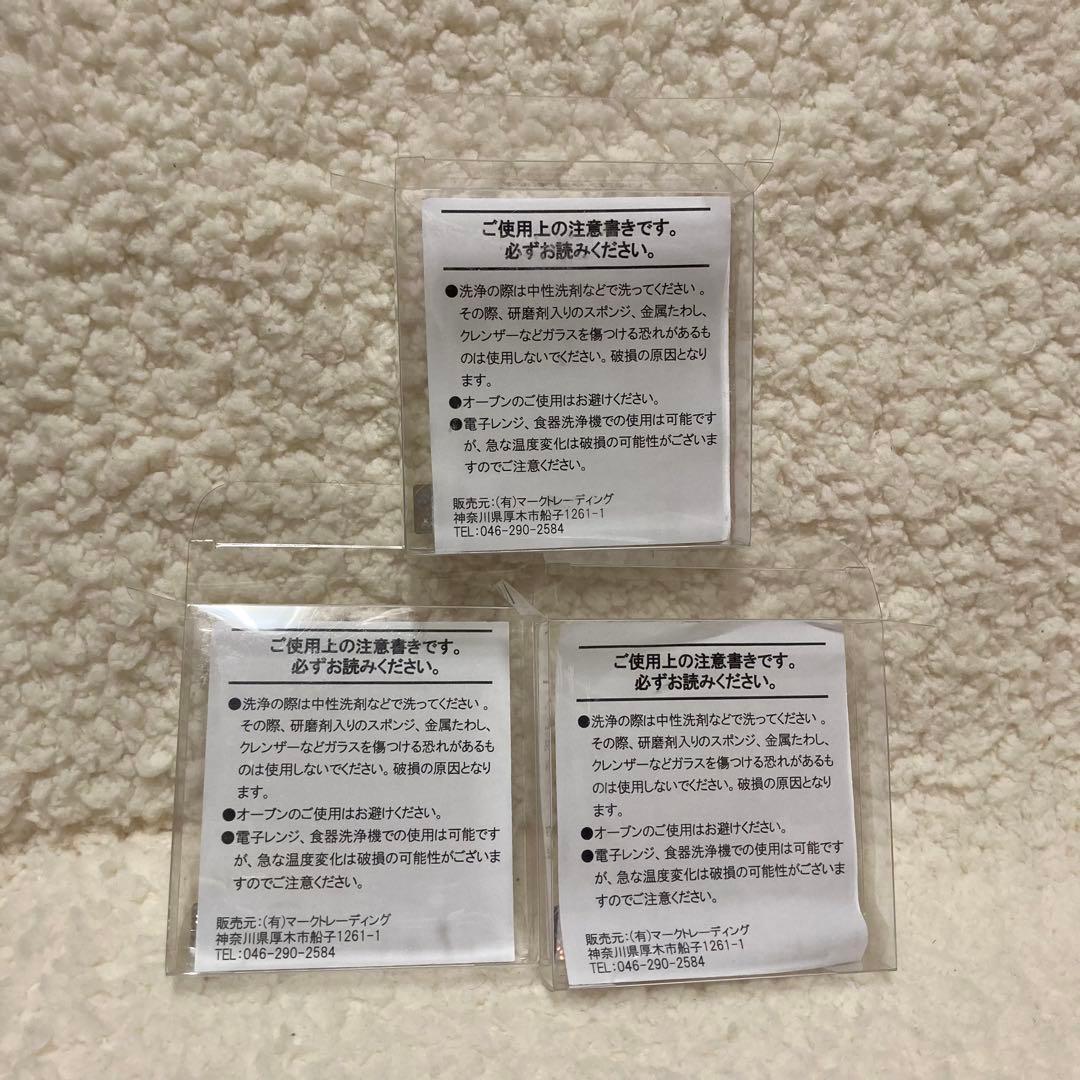 ご使用上の注意書きです。
必ずお読みください。
●洗浄の際は中性洗剤などで洗ってください。
その際、研磨剤入りのスポンジ、金属たわし、
クレンザーなどガラスを傷つける恐れがあるも
のは使用しないでください。破損の原因となり
ます。
●オーブンのご使用はお避けください。
●電子レンジ、食器洗浄機での使用は可能です
が、急な温度変化は破損の可能性がございま
すのでご注意ください。
販売元:(有)マークトレーディング
神奈川県厚木市船子1261-1
TEL:046-290-2584
ご使用上の注意書きです。
必ずお読みください。
●洗浄の際は中性洗剤などで洗ってください。
その際、研磨剤入りのスポンジ、金属たわし、
クレンザーなどガラスを傷つける恐れがあるも
のは使用しないでください。破損の原因となり
ます。
●オーブンのご使用はお避けください。
●電子レンジ、食器洗浄機での使用は可能です
が、急な温度変化は破損の可能性がございま
すのでご注意ください。
販売元:(有)マークトレーディング
神奈川県厚木市船子1261-1
TEL:046-290-2584
ご使用上の注意書きです。
必ずお読みください。
●洗浄の際は中性洗剤などで洗ってください。
その際、研磨剤入りのスポンジ、金属たわし、
クレンザーなどガラスを傷つける恐れがあるも
のは使用しないでください。破損の原因となり
ます。
●オーブンのご使用はお避けください。
●電子レンジ、食器洗浄機での使用は可能です
が、急な温度変化は破損の可能性がございま
すのでご注意ください。
販売元:(有)マークトレーディング
神奈川県厚木市船子1261-1
TEL:046-290-2584